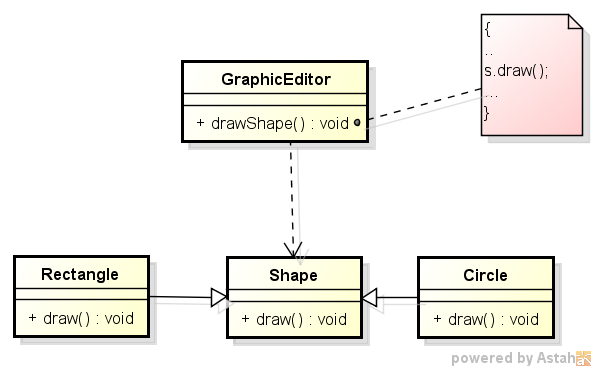 {
..
s.draw();
...
}
GraphicEditor
+ drawShape() : void
Rectangle
+ draw() : void
Shape
+ draw() : void
Circle
+ draw() : void
powered by Astah